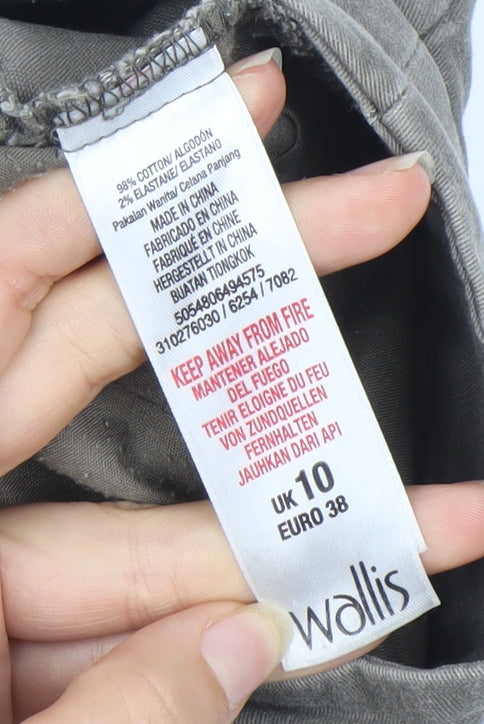 98% COTTON/ ALGODÓN
2% ELASTANE/ ELASTANO
Pakaian Wanita/ Celana Panjang
MADE IN CHINA
FABRICADO EN CHINA
FABRIQUÉ EN CHINE
HERGESTELLT IN CHINA
BUATAN TIONGKOK
5054806494575
310276030 / 6254 / 7082
KEEP AWAY FROM FIRE
MANTENER ALEJADO
DEL FUEGO
TENIR ELOIGNE DU FEU
VON ZUNDQUELLEN
FERNHALTEN
JAUHKAN DARI API
UK 10
EURO 38
wallis